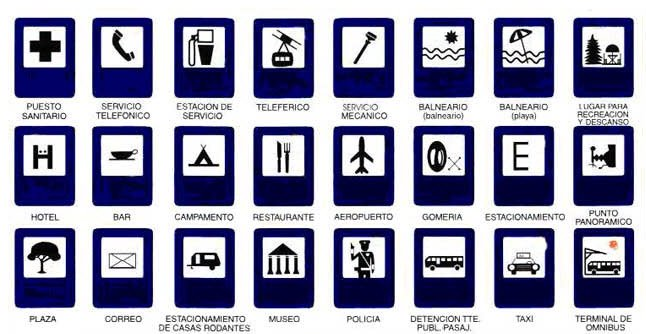 PUESTO
SANITARIO
SERVICIO
TELEFONICO
ESTACION DE
SERVICIO
TELEFERICO
SERVICIO
MECANICO
BALNEARIO
(balneario)
BALNEARIO
(playa)
LUGAR PARA
RECREACION
Y DESCANSO
H
HOTEL
BAR
CAMPAMENTO
RESTAURANTE
AEROPUERTO
GOMERIA
E
ESTACIONAMIENTO
PUNTO
PANORAMICO
PLAZA
CORREO
ESTACIONAMIENTO
DE CASAS RODANTES
MUSEO
POLICIA
DETENCION TTE.
PUBL. PASAJ.
TAXI
TERMINAL DE
OMNIBUS